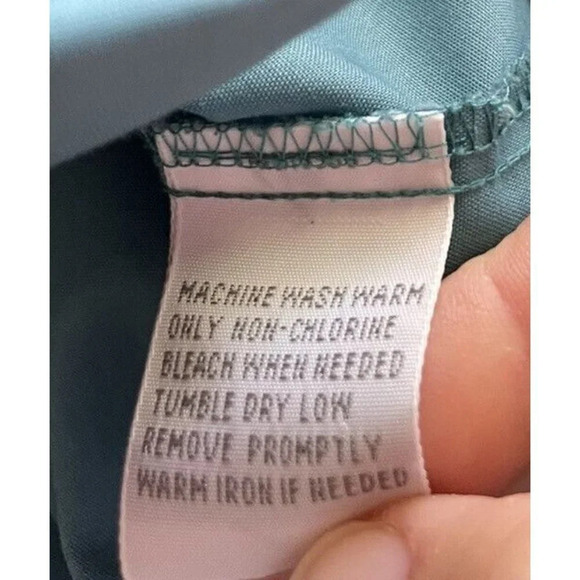 MACHINE WASH WARM
ONLY NON-CHLORINE
BLEACH WHEN NEEDED
TUMBLE DRY LOW
REMOVE PROMPTLY
WARM IRON IF NEEDED